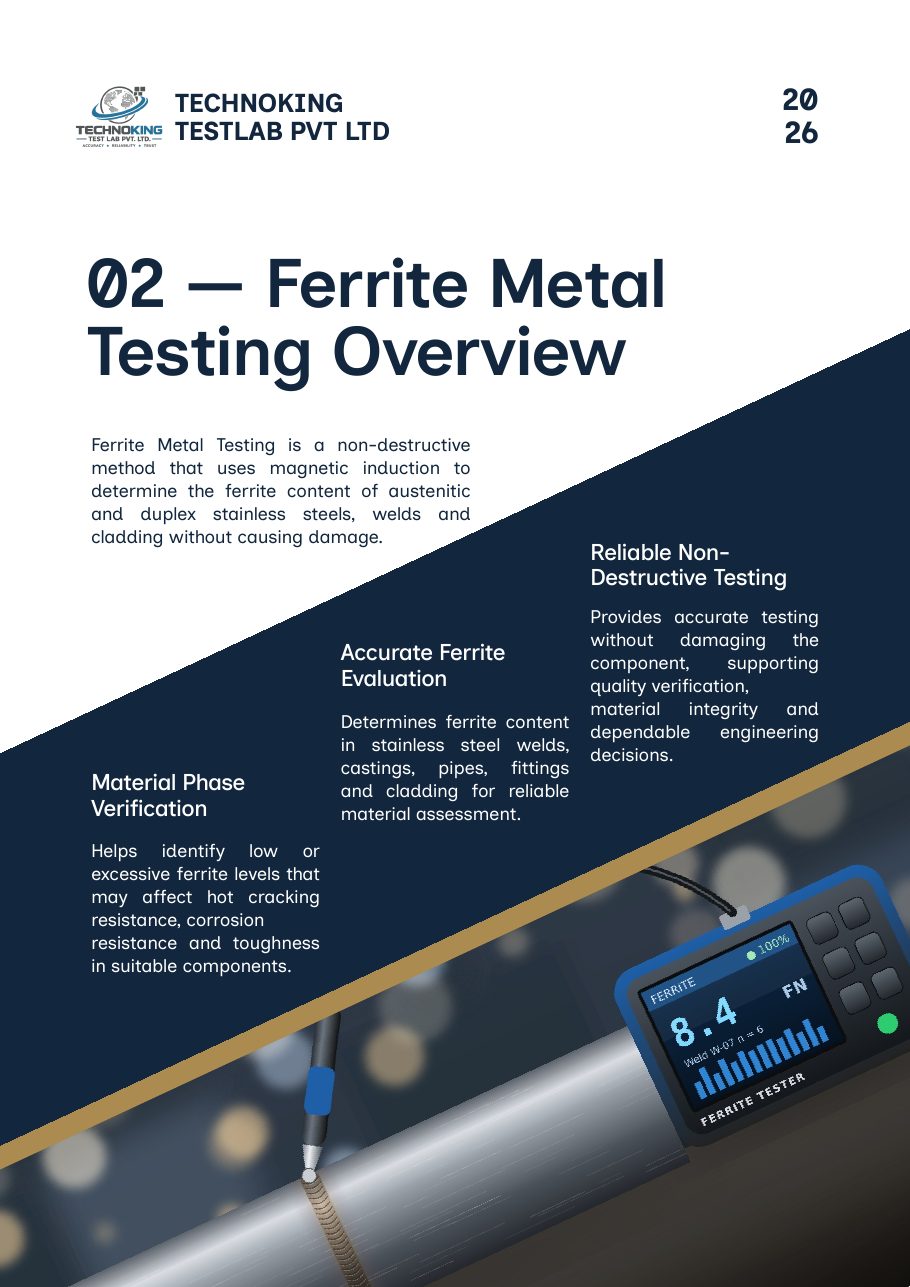 TECHNOKING
TEST LAB PVT. LTD.
ACCURACY • RELIABILITY • TRUST
TECHNOKING
TESTLAB PVT LTD
20
26
02 — Ferrite Metal
Testing Overview
Ferrite Metal Testing is a non-destructive
method that uses magnetic induction to
determine the ferrite content of austenitic
and duplex stainless steels, welds and
cladding without causing damage.
Reliable Non-
Destructive Testing
Provides accurate testing
without damaging the
component, supporting
quality verification,
material integrity and
dependable engineering
decisions.
Accurate Ferrite
Evaluation
Determines ferrite content
in stainless steel welds,
castings, pipes, fittings
and cladding for reliable
material assessment.
Material Phase
Verification
Helps identify low or
excessive ferrite levels that
may affect hot cracking
resistance, corrosion
resistance and toughness
in suitable components.
FERRITE
100%
8.4 FN
Weld W-07 n = 6
FERRITE TESTER